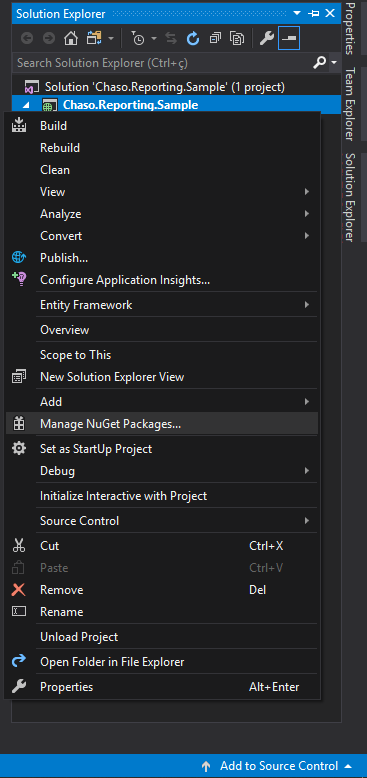 Solution Explorer
Search Solution Explorer (Ctrl+ç)
Solution 'Chaso.Reporting.Sample' (1 project)
Chaso.Reporting.Sample
Build
Rebuild
Clean
View
Analyze
Convert
Publish...
Configure Application Insights...
Entity Framework
Overview
Scope to This
New Solution Explorer View
Add
Manage NuGet Packages...
Set as StartUp Project
Debug
Initialize Interactive with Project
Source Control
Cut Ctrl+X
Paste Ctrl+V
Remove Del
Rename
Unload Project
Open Folder in File Explorer
Properties Alt+Enter
Properties
Team Explorer
Solution Explorer
Add to Source Control